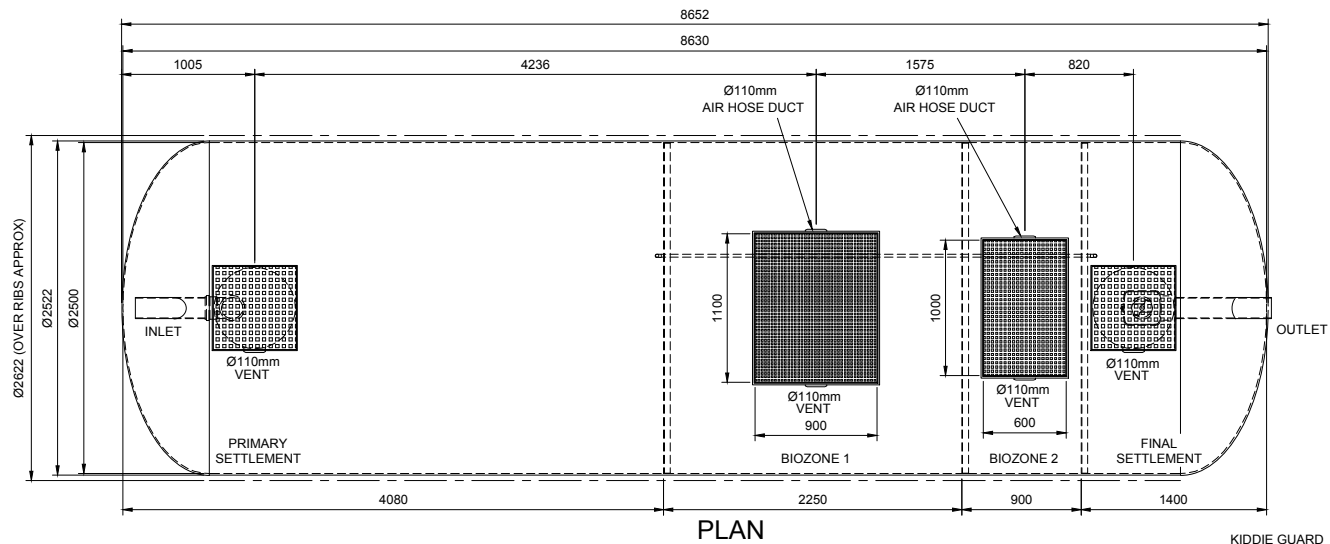 8652
8630
1005
4236
1575
820
Ø110mm
AIR HOSE DUCT
Ø110mm
AIR HOSE DUCT
Ø2622 (OVER RIBS APPROX)
Ø2522
Ø2500
1100
1000
INLET
OUTLET
Ø110mm
VENT
Ø110mm
VENT
Ø110mm
VENT
Ø110mm
VENT
900
600
PRIMARY
SETTLEMENT
BIOZONE 1
BIOZONE 2
FINAL
SETTLEMENT
4080
2250
900
1400
PLAN
KIDDIE GUARD